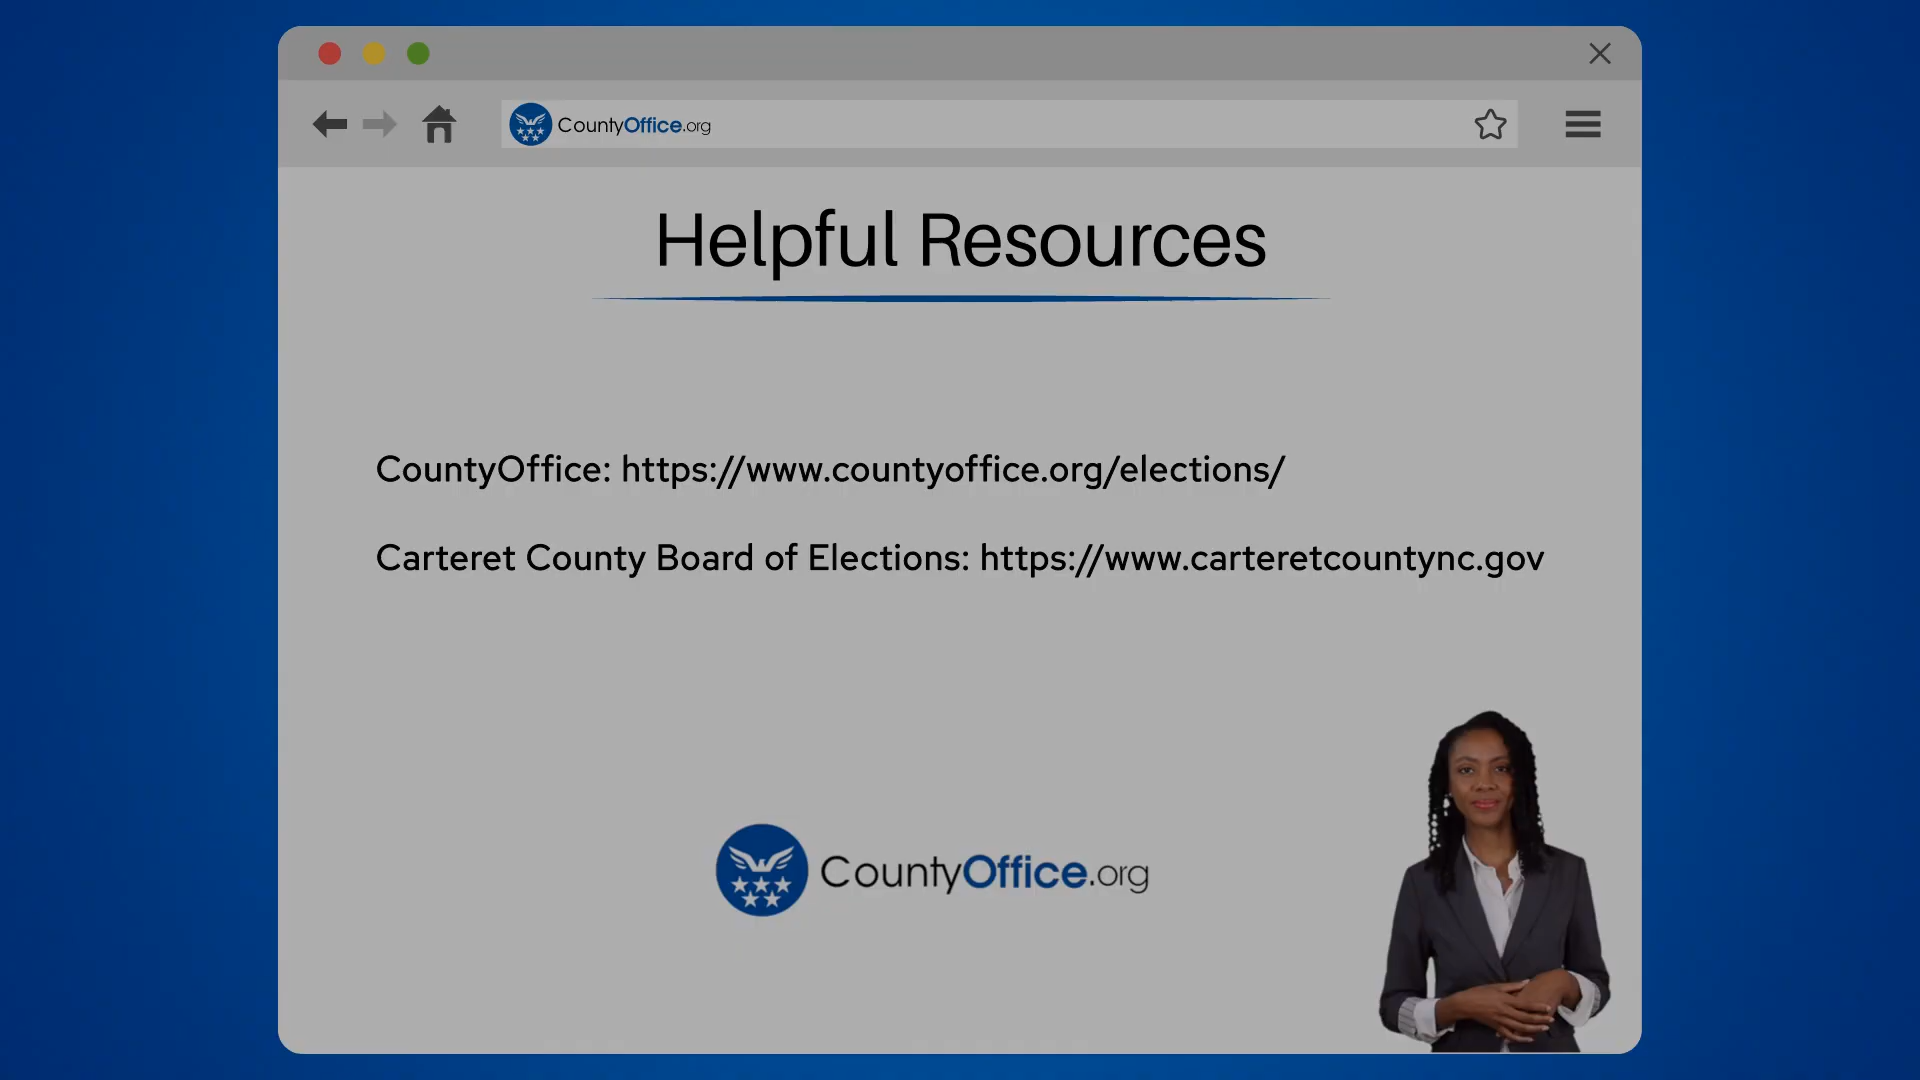 CountyOffice.org
Helpful Resources
CountyOffice: https://www.countyoffice.org/elections/
Carteret County Board of Elections: https://www.carteretcountync.gov
CountyOffice.org